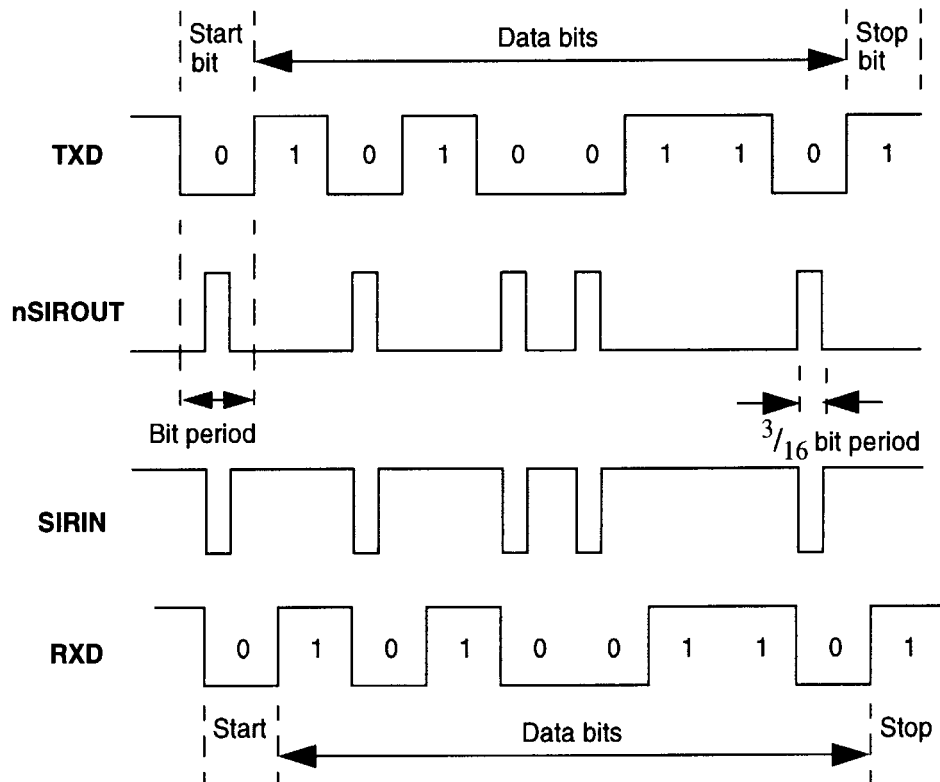 Start bit
Data bits
Stop bit
TXD 0 1 0 1 0 0 1 1 0 1
nSIROUT
Bit period
3/16 bit period
SIRIN
RXD 0 1 0 1 0 0 1 1 0 1
Start
Data bits
Stop